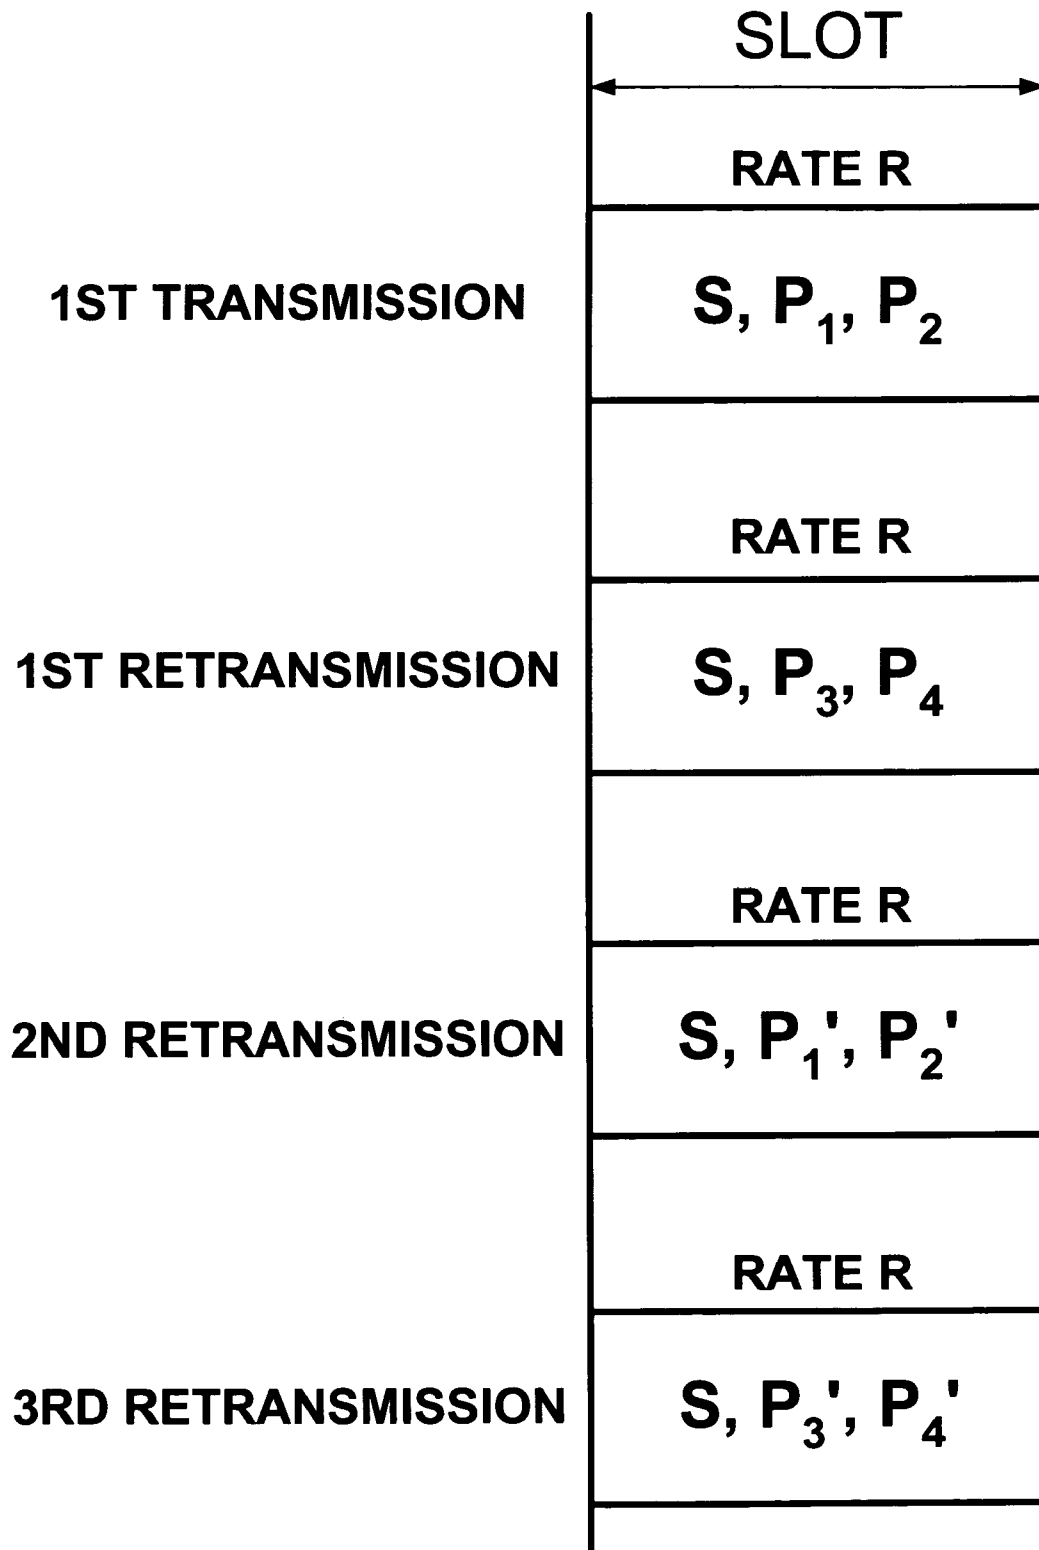 SLOT
RATE R
1ST TRANSMISSION
S, P₁, P₂
RATE R
1ST RETRANSMISSION
S, P₃, P₄
RATE R
2ND RETRANSMISSION
S, P₁', P₂'
RATE R
3RD RETRANSMISSION
S, P₃', P₄'